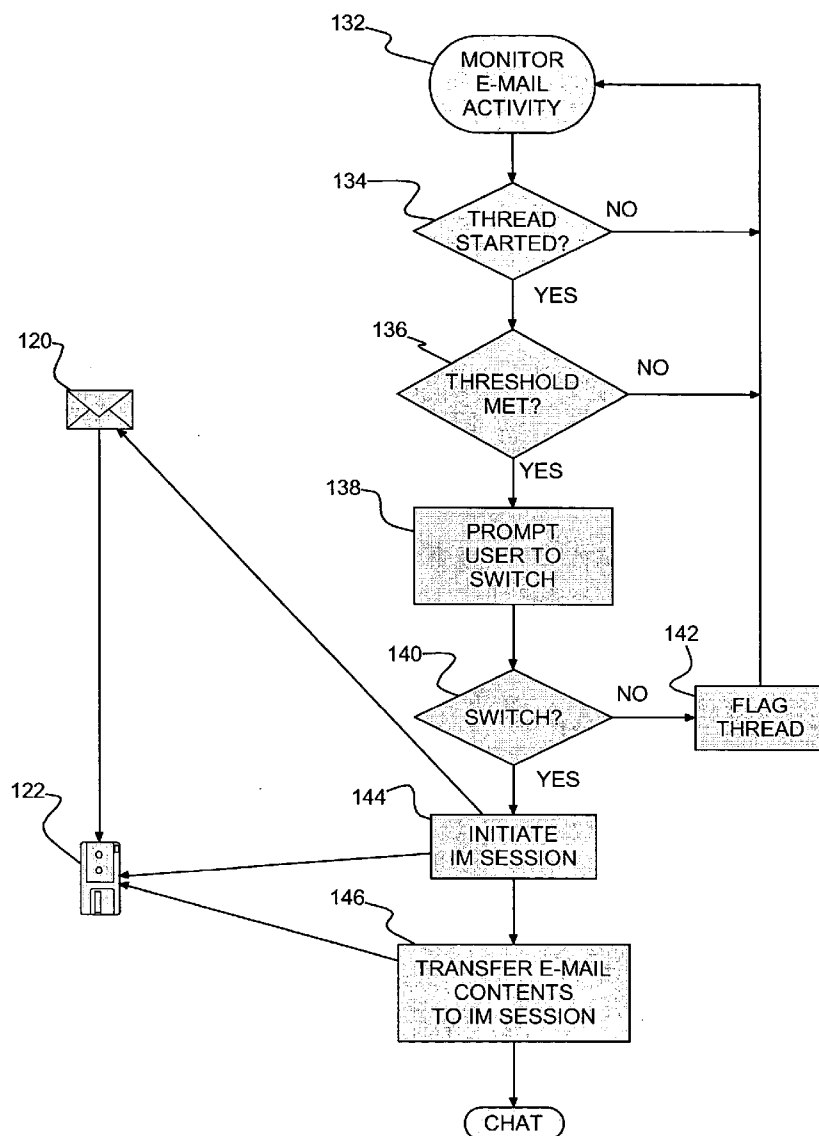 132
MONITOR
E-MAIL
ACTIVITY
134
THREAD
STARTED?
NO
YES
120
136
THRESHOLD
MET?
NO
YES
138
PROMPT
USER TO
SWITCH
140
SWITCH?
NO
142
FLAG
THREAD
YES
122
144
INITIATE
IM SESSION
146
TRANSFER E-MAIL
CONTENTS
TO IM SESSION
CHAT